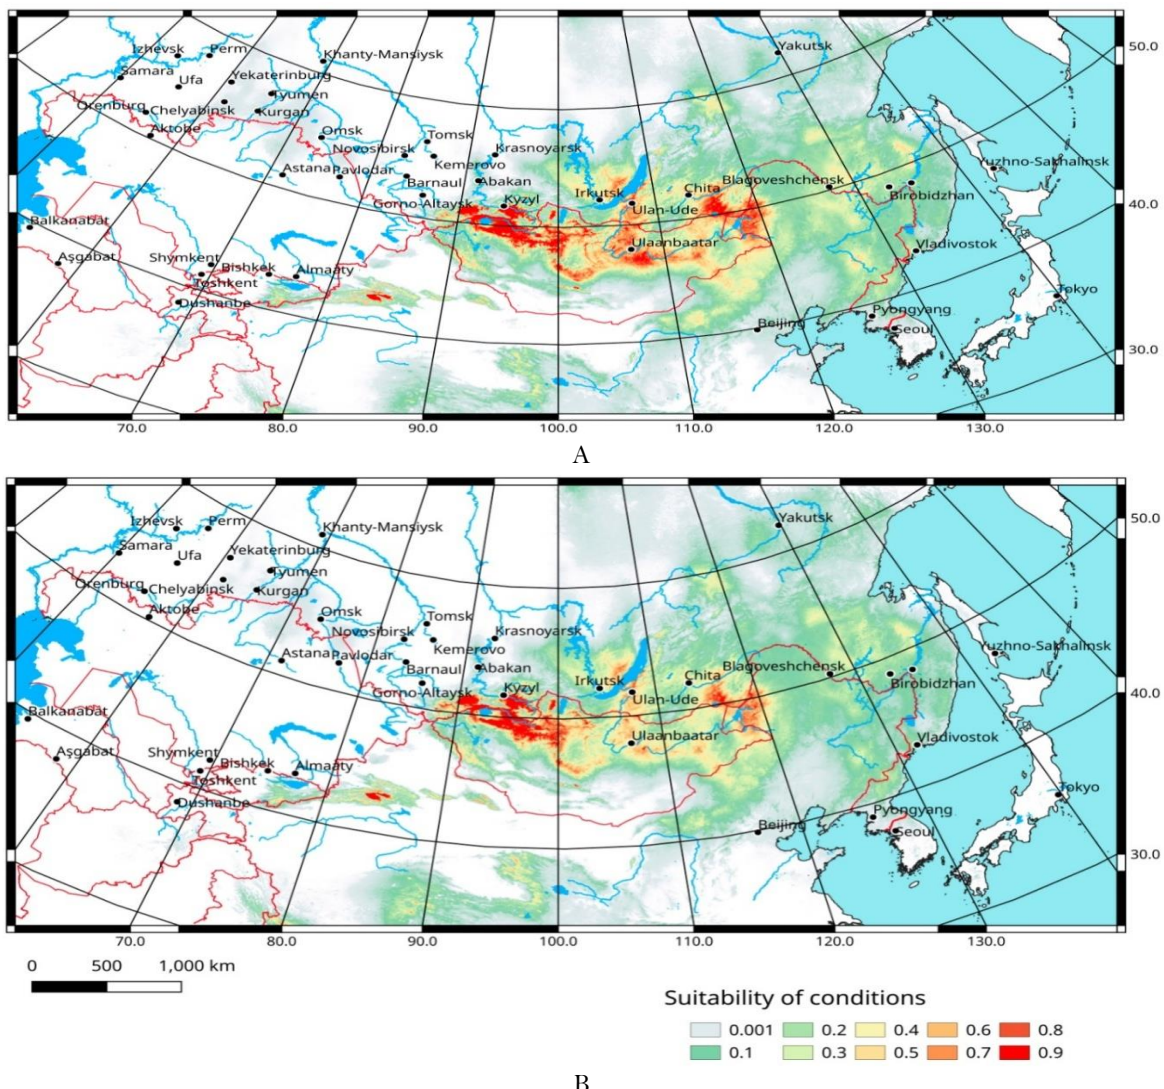 Izhevsk Perm Khanty-Mansiysk Yakutsk 50.0
Samara Ufa Yekaterinburg
Tyumen
Orenburg Chelyabinsk Kurgan
Aktobe Omsk Tomsk
Novosibirsk Krasnoyarsk
Kemerovo Yuzhno-Sakhalinsk
Astana Pavlodar Barnaul Abakan Irkutsk Chita Blagoveshchensk Birobidzhan
Gorno-Altaysk Kyzyl Ulan-Ude 40.0
Balkanabat
Ulaanbaatar Vladivostok
Aşgabat Shymkent Bishkek Almaaty
Toshkent
Dushanbe Tokyo
Beijing Pyongyang
Seoul
30.0
70.0 80.0 90.0 100.0 110.0 120.0 130.0
A
Izhevsk Perm Khanty-Mansiysk Yakutsk 50.0
Samara Ufa Yekaterinburg
Tyumen
Orenburg Chelyabinsk Kurgan
Aktobe Omsk Tomsk
Novosibirsk Krasnoyarsk
Kemerovo Yuzhno-Sakhalinsk
Astana Pavlodar Barnaul Abakan Irkutsk Chita Blagoveshchensk Birobidzhan
Gorno-Altaysk Kyzyl Ulan-Ude 40.0
Balkanabat
Ulaanbaatar Vladivostok
Aşgabat Shymkent Bishkek Almaaty
Toshkent
Dushanbe Tokyo
Beijing Pyongyang
Seoul
30.0
70.0 80.0 90.0 100.0 110.0 120.0 130.0
0 500 1,000 km
Suitability of conditions
0.001 0.2 0.4 0.6 0.8
0.1 0.3 0.5 0.7 0.9
B